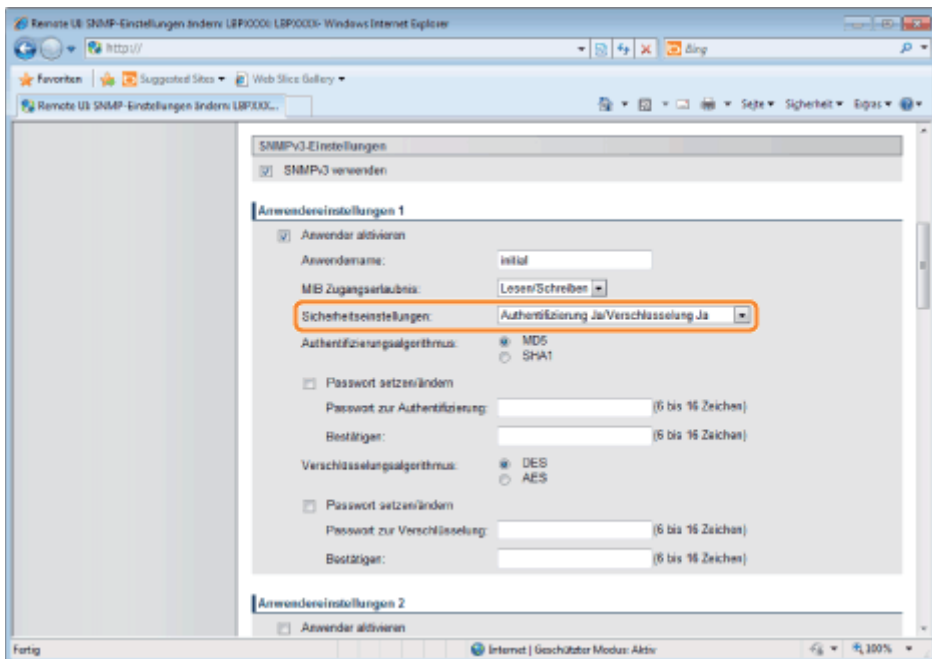 Remote UI: SNMP-Einstellungen ändern: LBPXXXX: LBPXXXX- Windows Internet Explorer
http://
Bing
Favoriten
Suggested Sites
Web Slice Gallery
Remote UI: SNMP-Einstellungen ändern: LBPXXX...
Seite
Sicherheit
Extras
SNMPv3-Einstellungen
SNMPv3 verwenden
Anwendereinstellungen 1
Anwender aktivieren
Anwendername: initial
MIB Zugangserlaubnis: Lesen/Schreiben
Sicherheitseinstellungen: Authentifizierung Ja/Verschlüsselung Ja
Authentifizierungsalgorithmus: MD5
SHA1
Passwort setzen/ändern
Passwort zur Authentifizierung: (6 bis 16 Zeichen)
Bestätigen: (6 bis 16 Zeichen)
Verschlüsselungsalgorithmus: DES
AES
Passwort setzen/ändern
Passwort zur Verschlüsselung: (6 bis 16 Zeichen)
Bestätigen: (6 bis 16 Zeichen)
Anwendereinstellungen 2
Anwender aktivieren
Fertig
Internet | Geschützter Modus: Aktiv
100%